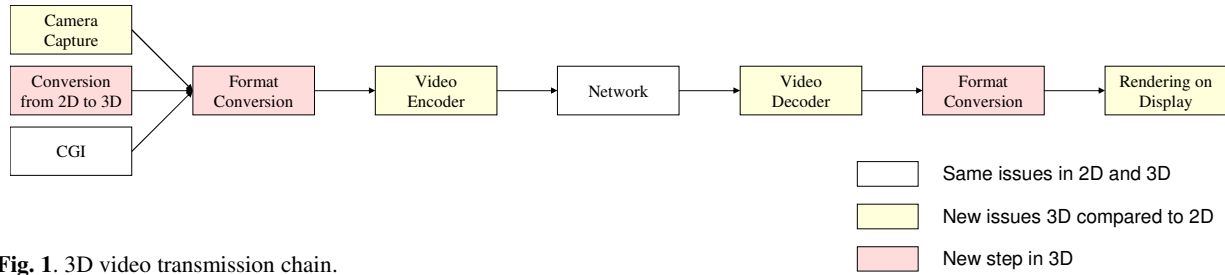 Camera
Capture
Conversion
from 2D to 3D
CGI
Format
Conversion
Video
Encoder
Network
Video
Decoder
Format
Conversion
Rendering on
Display
Same issues in 2D and 3D
New issues 3D compared to 2D
New step in 3D
Fig. 1. 3D video transmission chain.